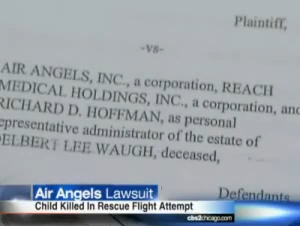 Plaintiff,
-vs-
AIR ANGELS, INC., a corporation, REACH
MEDICAL HOLDINGS, INC., a corporation, and
RICHARD D. HOFFMAN, as personal
epresentative administrator of the estate of
DELBERT LEE WAUGH, deceased,
Defendants
Air Angels Lawsuit
Child Killed In Rescue Flight Attempt
cbs2chicago.com